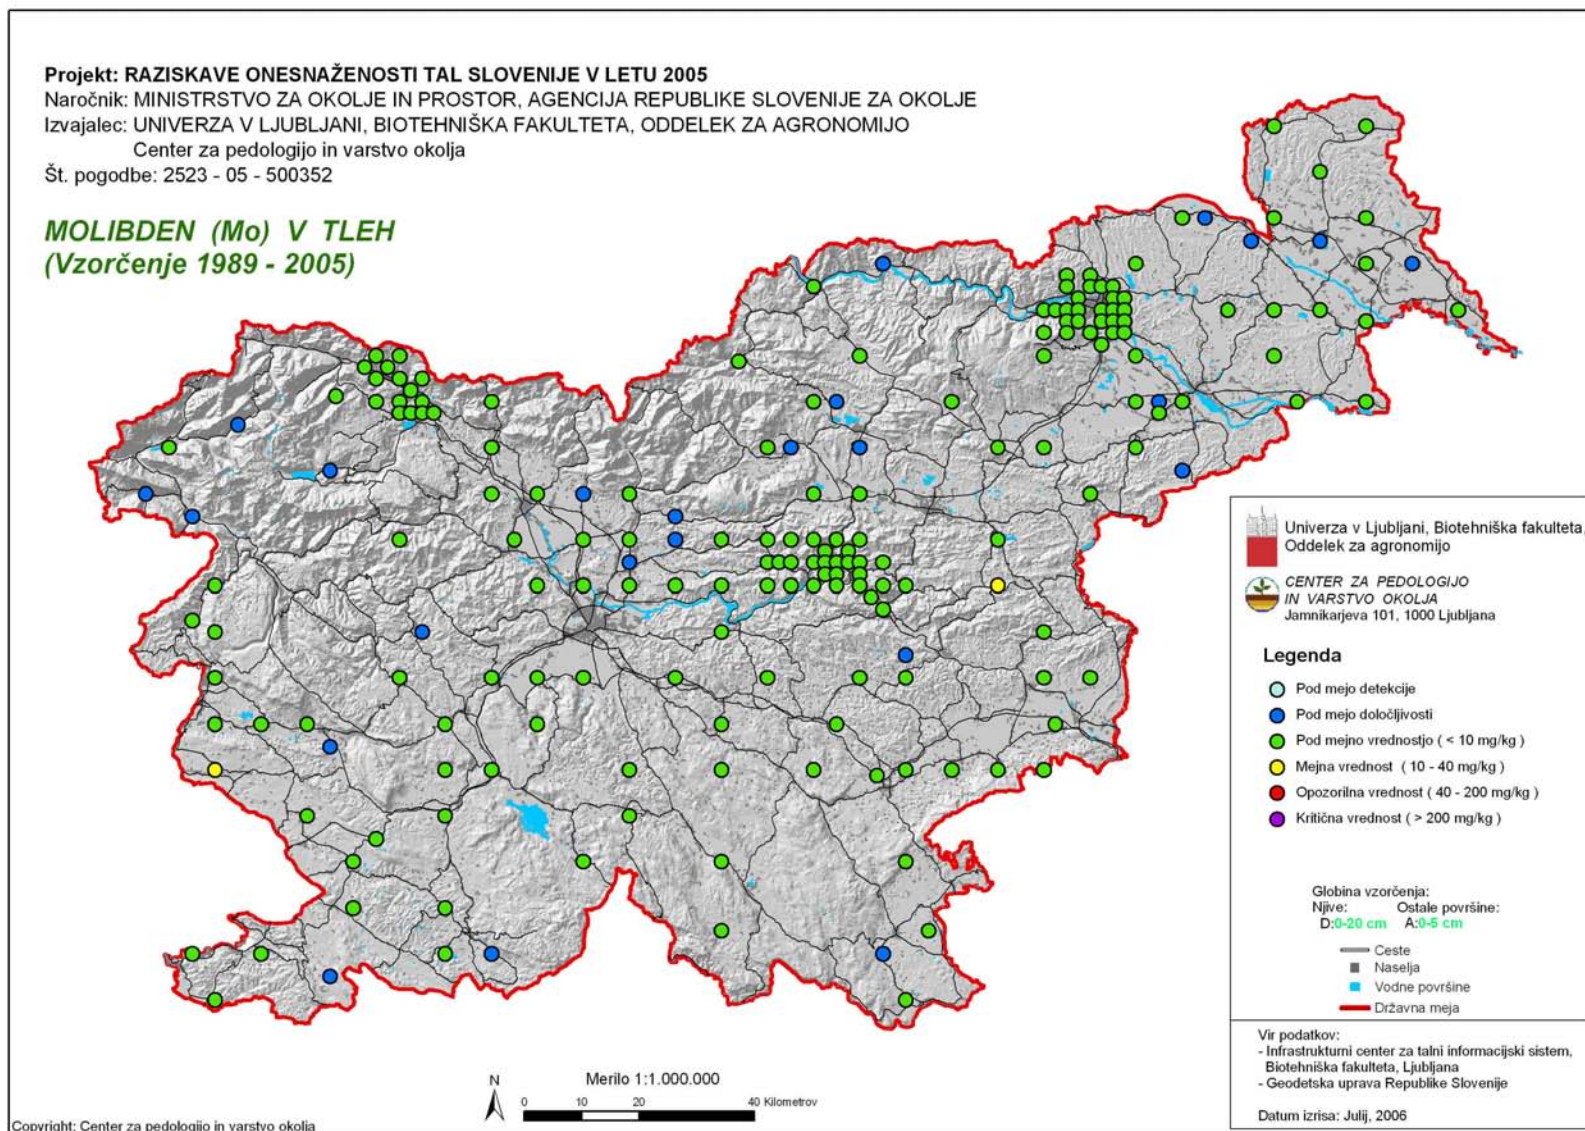 Projekt: RAZISKAVE ONESNAŽENOSTI TAL SLOVENIJE V LETU 2005
Naročnik: MINISTRSTVO ZA OKOLJE IN PROSTOR, AGENCIJA REPUBLIKE SLOVENIJE ZA OKOLJE
Izvajalec: UNIVERZA V LJUBLJANI, BIOTEHNIŠKA FAKULTETA, ODDELEK ZA AGRONOMIJO
Center za pedologijo in varstvo okolja
Št. pogodbe: 2523 - 05 - 500352
MOLIBDEN (Mo) V TLEH
(Vzorčenje 1989 - 2005)
Univerza v Ljubljani, Biotehniška fakulteta,
Oddelek za agronomijo
CENTER ZA PEDOLOGIJO
IN VARSTVO OKOLJA
Jamnikarjeva 101, 1000 Ljubljana
Legenda
Pod mejo detekcije
Pod mejo določljivosti
Pod mejno vrednostjo ( < 10 mg/kg )
Mejna vrednost ( 10 - 40 mg/kg )
Opozorilna vrednost ( 40 - 200 mg/kg )
Kritična vrednost ( > 200 mg/kg )
Globina vzorčenja:
Njive: Ostale površine:
D:0-20 cm A:0-5 cm
Ceste
Naselja
Vodne površine
Državna meja
Vir podatkov:
- Infrastrukturni center za talni informacijski sistem,
Biotehniška fakulteta, Ljubljana
- Geodetska uprava Republike Slovenije
Datum izrisa: Julij, 2006
N
Merilo 1:1.000.000
0 10 20 40 Kilometrov
Copyright: Center za pedologijo in varstvo okolja